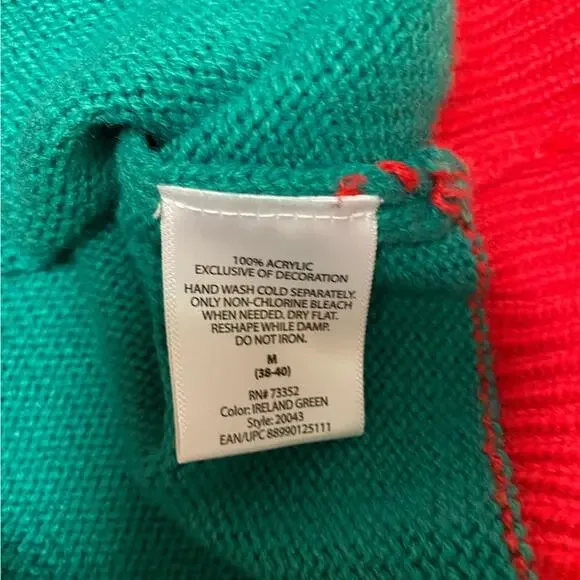 100% ACRYLIC
EXCLUSIVE OF DECORATION
HAND WASH COLD SEPARATELY.
ONLY NON-CHLORINE BLEACH
WHEN NEEDED. DRY FLAT.
RESHAPE WHILE DAMP.
DO NOT IRON.
M
(38-40)
RN# 73352
Color: IRELAND GREEN
Style: 20043
EAN/UPC 88990125111